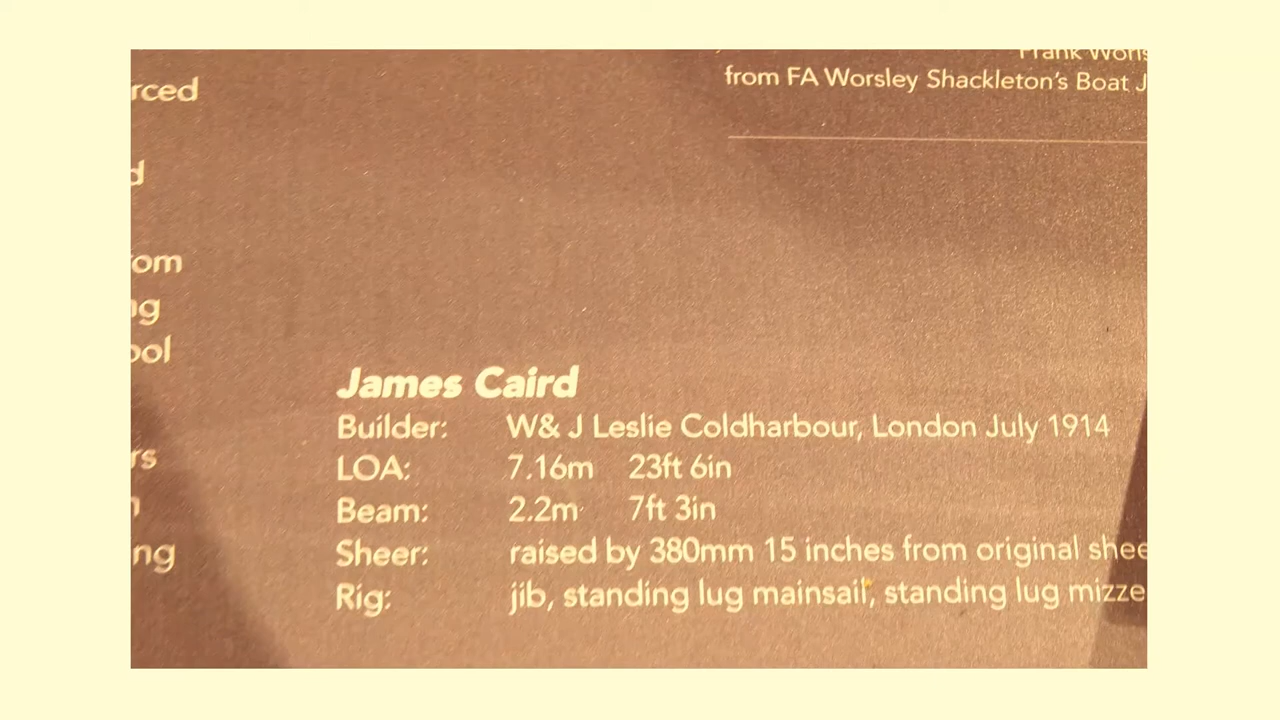 from FA Worsley Shackleton's Boat
James Caird
Builder: W& J Leslie Coldharbour, London July 1914
LOA: 7.16m 23ft 6in
Beam: 2.2m 7ft 3in
Sheer: raised by 380mm 15 inches from original
Rig: jib, standing lug mainsail, standing lug